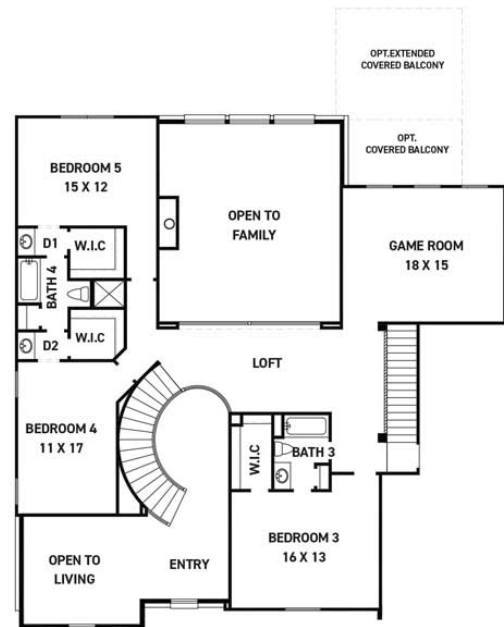 OPT.EXTENDED
COVERED BALCONY
OPT.
COVERED BALCONY
BEDROOM 5
15 X 12
OPEN TO
FAMILY
GAME ROOM
18 X 15
D1
W.I.C
BATH 4
W.I.C
D2
LOFT
BEDROOM 4
11 X 17
W.I.C
BATH 3
BEDROOM 3
16 X 13
OPEN TO
LIVING
ENTRY